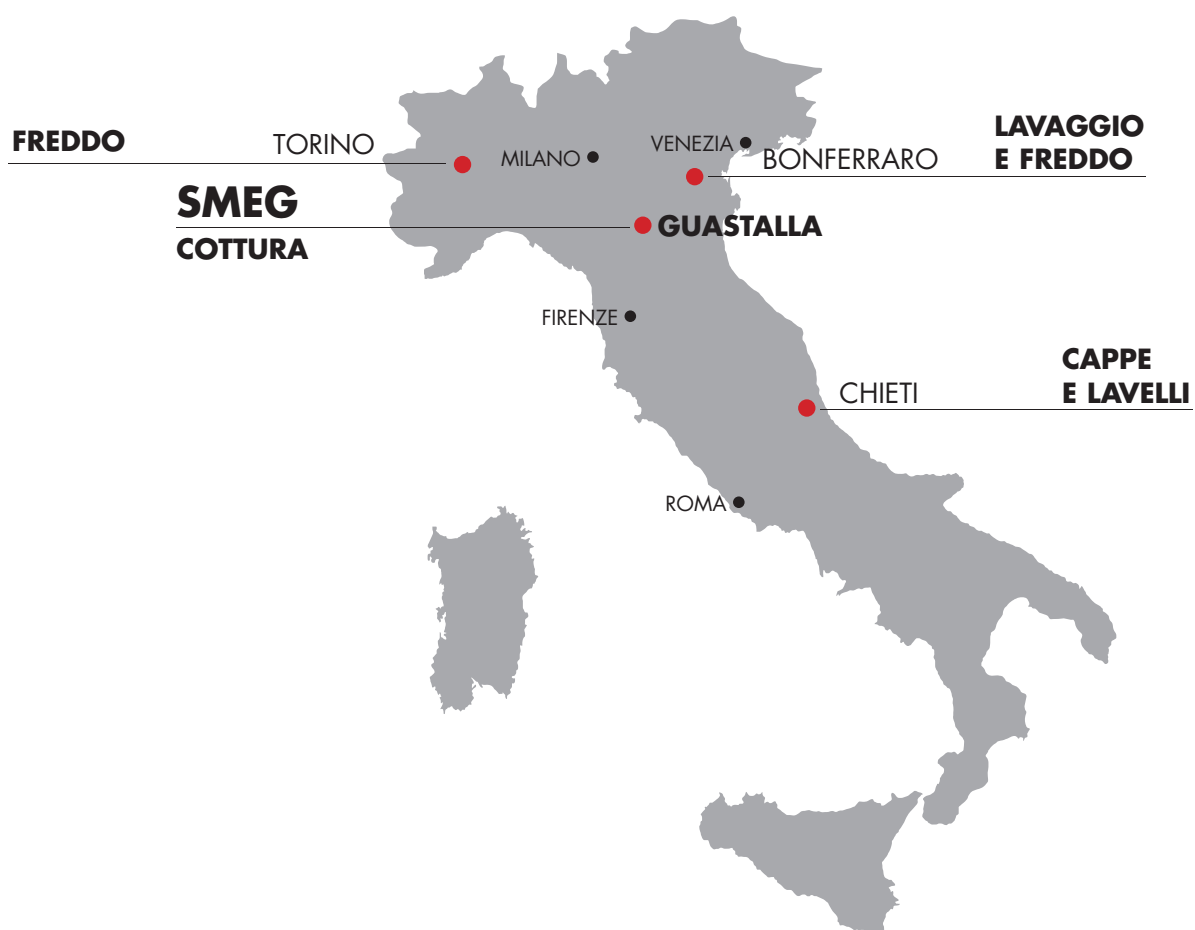 FREDDO
TORINO
MILANO
VENEZIA
BONFERRARO
LAVAGGIO
E FREDDO
SMEG
COTTURA
GUASTALLA
FIRENZE
CHIETI
CAPPE
E LAVELLI
ROMA